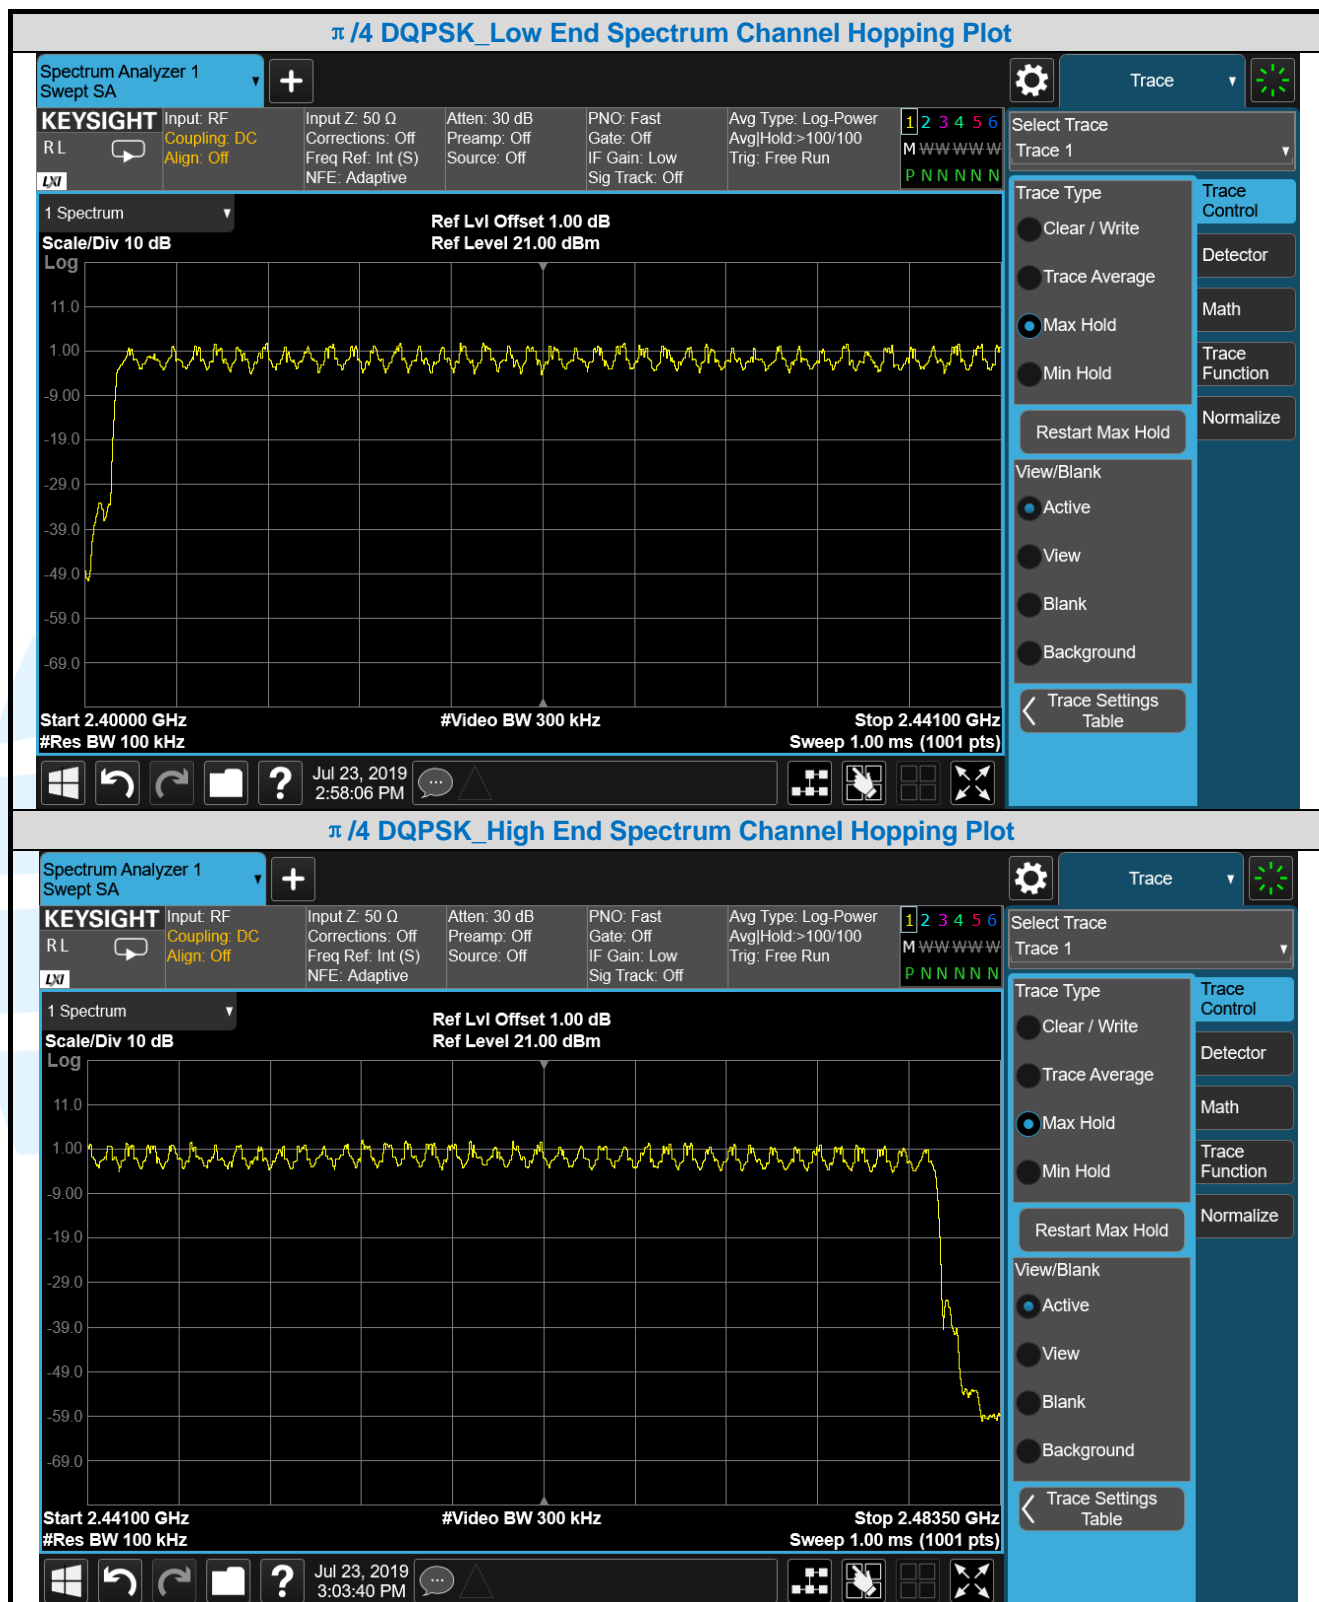 π/4 DQPSK_Low End Spectrum Channel Hopping Plot
Spectrum Analyzer 1
Swept SA
Trace
KEYSIGHT
R L
LXI
Input: RF
Coupling: DC
Align: Off
Input Z: 50 Ω
Corrections: Off
Freq Ref: Int (S)
NFE: Adaptive
Atten: 30 dB
Preamp: Off
Source: Off
PNO: Fast
Gate: Off
IF Gain: Low
Sig Track: Off
Avg Type: Log-Power
Avg|Hold:>100/100
Trig: Free Run
1 2 3 4 5 6
M W W W W W
P N N N N N
Select Trace
Trace 1
1 Spectrum
Scale/Div 10 dB
Ref Lvl Offset 1.00 dB
Ref Level 21.00 dBm
Log
11.0
1.00
-9.00
-19.0
-29.0
-39.0
-49.0
-59.0
-69.0
Start 2.40000 GHz
#Res BW 100 kHz
#Video BW 300 kHz
Stop 2.44100 GHz
Sweep 1.00 ms (1001 pts)
Trace Type
Clear / Write
Trace Average
Max Hold
Min Hold
Restart Max Hold
View/Blank
Active
View
Blank
Background
Trace Settings
Table
Trace
Control
Detector
Math
Trace
Function
Normalize
?
Jul 23, 2019
2:58:06 PM
π/4 DQPSK_High End Spectrum Channel Hopping Plot
Spectrum Analyzer 1
Swept SA
Trace
KEYSIGHT
R L
LXI
Input: RF
Coupling: DC
Align: Off
Input Z: 50 Ω
Corrections: Off
Freq Ref: Int (S)
NFE: Adaptive
Atten: 30 dB
Preamp: Off
Source: Off
PNO: Fast
Gate: Off
IF Gain: Low
Sig Track: Off
Avg Type: Log-Power
Avg|Hold:>100/100
Trig: Free Run
1 2 3 4 5 6
M W W W W W
P N N N N N
Select Trace
Trace 1
1 Spectrum
Scale/Div 10 dB
Ref Lvl Offset 1.00 dB
Ref Level 21.00 dBm
Log
11.0
1.00
-9.00
-19.0
-29.0
-39.0
-49.0
-59.0
-69.0
Start 2.44100 GHz
#Res BW 100 kHz
#Video BW 300 kHz
Stop 2.48350 GHz
Sweep 1.00 ms (1001 pts)
Trace Type
Clear / Write
Trace Average
Max Hold
Min Hold
Restart Max Hold
View/Blank
Active
View
Blank
Background
Trace Settings
Table
Trace
Control
Detector
Math
Trace
Function
Normalize
?
Jul 23, 2019
3:03:40 PM